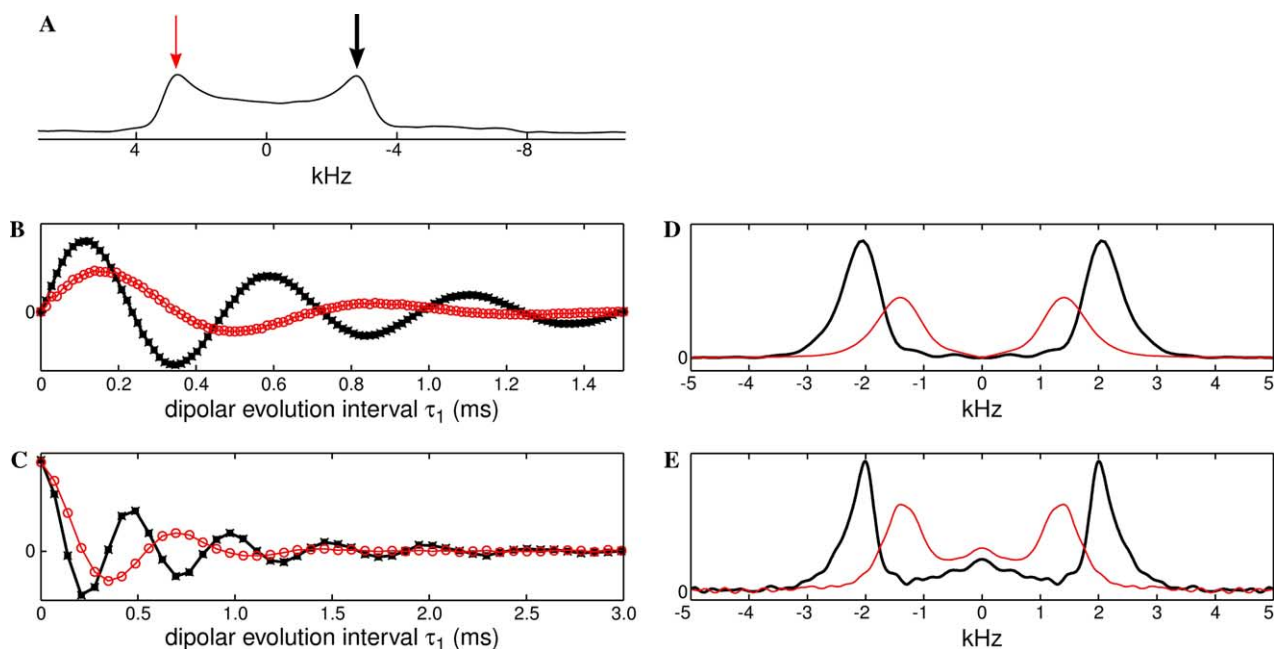 A
4 0 -4 -8
kHz
B
0
0 0.2 0.4 0.6 0.8 1.0 1.2 1.4
dipolar evolution interval τ₁ (ms)
D
0
-5 -4 -3 -2 -1 0 1 2 3 4 5
kHz
C
0
0 0.5 1.0 1.5 2.0 2.5 3.0
dipolar evolution interval τ₁ (ms)
E
0
-5 -4 -3 -2 -1 0 1 2 3 4 5
kHz